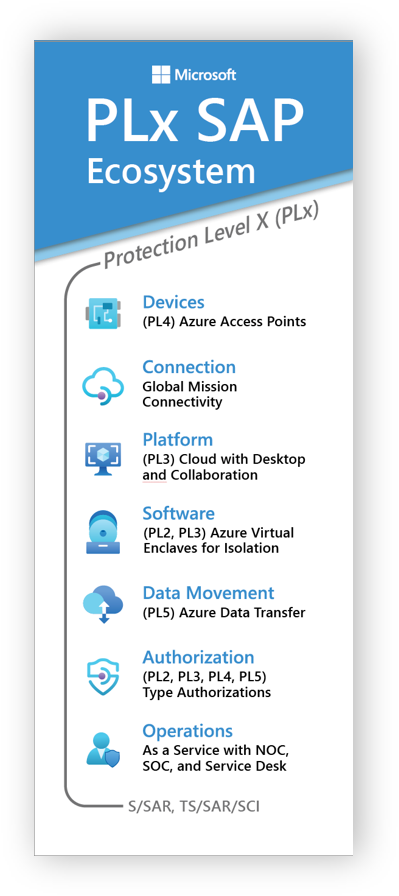 Microsoft
PLx SAP
Ecosystem
Protection Level X (PLx)
Devices
(PL4) Azure Access Points
Connection
Global Mission
Connectivity
Platform
(PL3) Cloud with Desktop
and Collaboration
Software
(PL2, PL3) Azure Virtual
Enclaves for Isolation
Data Movement
(PL5) Azure Data Transfer
Authorization
(PL2, PL3, PL4, PL5)
Type Authorizations
Operations
As a Service with NOC,
SOC, and Service Desk
S/SAR, TS/SAR/SCI